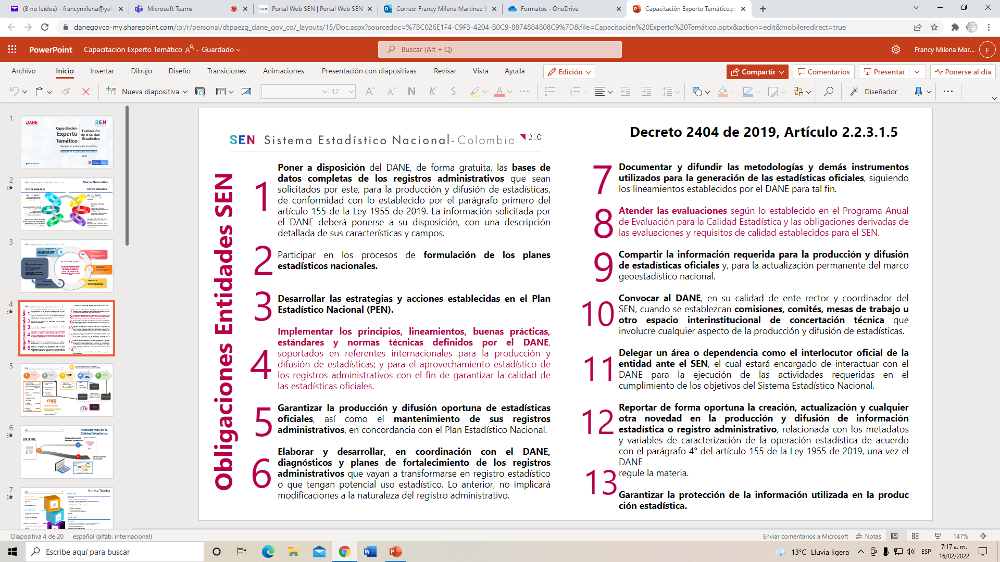 (8 no leídos) - francymilena@yah
Microsoft Teams
Portal Web SEN | Portal Web SEN
Correo: Francy Milena Martinez B
Formatos - OneDrive
Capacitación Experto Temático.p
danegovco-my.sharepoint.com/:p:/r/personal/dtpaezg_dane_gov_co/_layouts/15/Doc.aspx?sourcedoc=%7BC026E1F4-C9F3-4204-B0C9-8874884808C9%7D&file=Capacitación%20Experto%20Temático.pptx&action=edit&mobileredirect=true
PowerPoint
Capacitación Experto Temático - Guardado
Buscar (Alt + Q)
Francy Milena Mar...
F
Archivo
Inicio
Insertar
Dibujo
Diseño
Transiciones
Animaciones
Presentación con diapositivas
Revisar
Vista
Ayuda
Edición
Compartir
Comentarios
Presentar
Ponerse al día
Nueva diapositiva
12
N
K
S
Diseñador
1
DANE
SEN
Capacitación
Experto
Temático
Evaluación
de la Calidad
Estadística
Nombre de la Operación Estadística
2021
2
Marco Normativo
3
4
5
mipg
6
Instrumentos de la
Calidad Estadística
7
Norma Técnica
SEN Sistema Estadístico Nacional-Colombia 2.0
Decreto 2404 de 2019, Artículo 2.2.3.1.5
Obligaciones Entidades SEN
1
Poner a disposición del DANE, de forma gratuita, las bases de
datos completas de los registros administrativos que sean
solicitados por este, para la producción y difusión de estadísticas,
de conformidad con lo establecido por el parágrafo primero del
artículo 155 de la Ley 1955 de 2019. La información solicitada por
el DANE deberá ponerse a su disposición, con una descripción
detallada de sus características y campos.
2
Participar en los procesos de formulación de los planes
estadísticos nacionales.
3
Desarrollar las estrategias y acciones establecidas en el Plan
Estadístico Nacional (PEN).
4
Implementar los principios, lineamientos, buenas prácticas,
estándares y normas técnicas definidos por el DANE,
soportados en referentes internacionales para la producción y
difusión de estadísticas; y para el aprovechamiento estadístico de
los registros administrativos con el fin de garantizar la calidad de
las estadísticas oficiales.
5
Garantizar la producción y difusión oportuna de estadísticas
oficiales, así como el mantenimiento de sus registros
administrativos, en concordancia con el Plan Estadístico Nacional.
6
Elaborar y desarrollar, en coordinación con el DANE,
diagnósticos y planes de fortalecimiento de los registros
administrativos que vayan a transformarse en registro estadístico
o que tengan potencial uso estadístico. Lo anterior, no implicará
modificaciones a la naturaleza del registro administrativo.
7
Documentar y difundir las metodologías y demás instrumentos
utilizados para la generación de las estadísticas oficiales, siguiendo
los lineamientos establecidos por el DANE para tal fin.
8
Atender las evaluaciones según lo establecido en el Programa Anual
de Evaluación para la Calidad Estadística y las obligaciones derivadas de
las evaluaciones y requisitos de calidad establecidos para el SEN.
9
Compartir la información requerida para la producción y difusión
de estadísticas oficiales y, para la actualización permanente del marco
geoestadístico nacional.
10
Convocar al DANE, en su calidad de ente rector y coordinador del
SEN, cuando se establezcan comisiones, comités, mesas de trabajo u
otro espacio interinstitucional de concertación técnica que
involucre cualquier aspecto de la producción y difusión de estadísticas.
11
Delegar un área o dependencia como el interlocutor oficial de la
entidad ante el SEN, el cual estará encargado de interactuar con el
DANE para la ejecución de las actividades requeridas en el
cumplimiento de los objetivos del Sistema Estadístico Nacional.
12
Reportar de forma oportuna la creación, actualización y cualquier
otra novedad en la producción y difusión de información
estadística o registro administrativo, relacionada con los metadatos
y variables de caracterización de la operación estadística de acuerdo
con el parágrafo 4° del artículo 155 de la Ley 1955 de 2019, una vez el
DANE
regule la materia.
13
Garantizar la protección de la información utilizada en la produc
ción estadística.
Diapositiva 4 de 20
español (alfab. internacional)
Enviar comentarios a Microsoft
Notas
147%
Escribe aquí para buscar
13°C Lluvia ligera
ESP
7:17 a. m.
16/02/2022